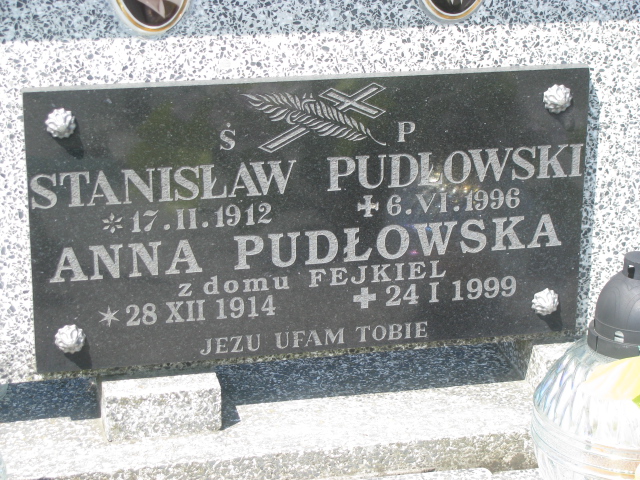 Ś P
STANISŁAW PUDŁOWSKI
* 17.II.1912 + 6.VI.1996
ANNA PUDŁOWSKA
z domu FEJKIEL
* 28 XII 1914 + 24 I 1999
JEZU UFAM TOBIE